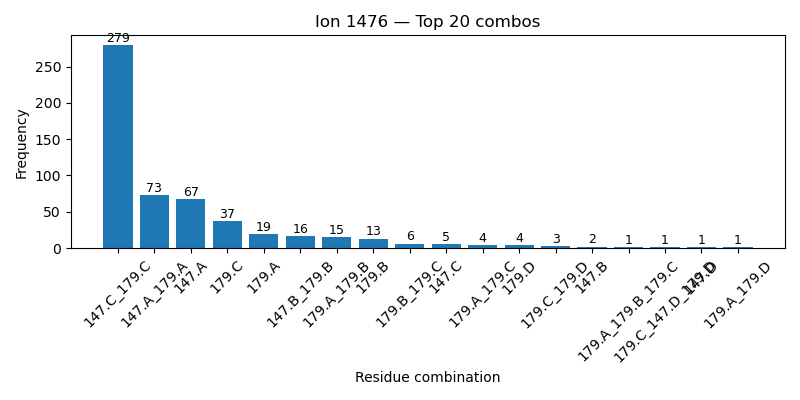 Ion 1476 — Top 20 combos
Frequency
250
200
150
100
50
0
279
73
67
37
19
16
15
13
6
5
4
4
3
2
1
1
1
1
147.C_179.C
147.A_179.A
147.A
179.C
179.A
147.B_179.B
179.A_179.B
179.B
179.B_179.C
147.C
179.A_179.C
179.D
179.C_179.D
147.B
179.A_179.B_179.C
179.C_147.D_179.D
147.D
179.A_179.D
Residue combination